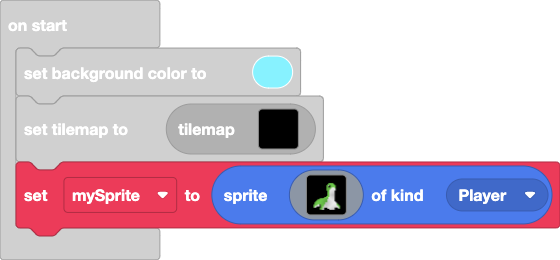 on start
set background color to
set tilemap to tilemap
set mySprite to sprite of kind Player